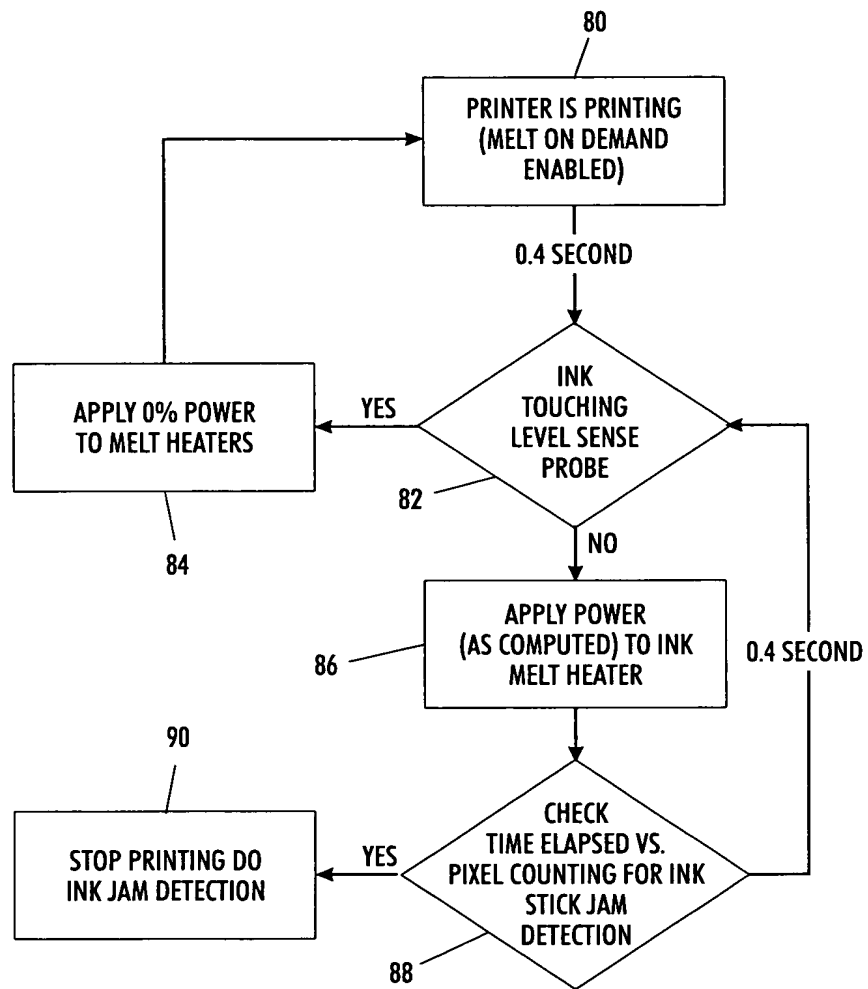 80
PRINTER IS PRINTING
(MELT ON DEMAND
ENABLED)
0.4 SECOND
INK
TOUCHING
LEVEL SENSE
PROBE
82
YES
APPLY 0% POWER
TO MELT HEATERS
84
NO
APPLY POWER
(AS COMPUTED) TO INK
MELT HEATER
86
0.4 SECOND
CHECK
TIME ELAPSED VS.
PIXEL COUNTING FOR INK
STICK JAM
DETECTION
88
YES
90
STOP PRINTING DO
INK JAM DETECTION